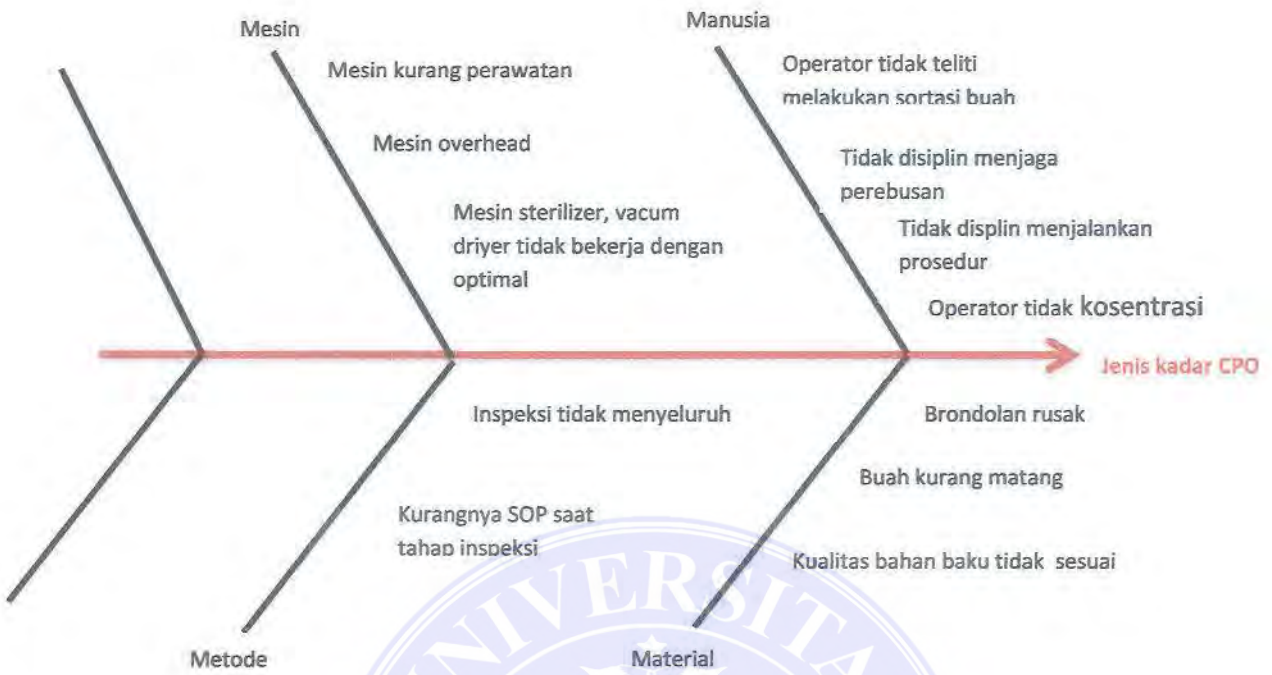 Mesin
Manusia
Mesin kurang perawatan
Operator tidak teliti
melakukan sortasi buah
Mesin overhead
Tidak disiplin menjaga
perebusan
Mesin sterilizer, vacum
driyer tidak bekerja dengan
optimal
Tidak displin menjalankan
prosedur
Operator tidak kosentrasi
Jenis kadar CPO
Inspeksi tidak menyeluruh
Brondolan rusak
Buah kurang matang
Kurangnya SOP saat
tahap inspeksi
Kualitas bahan baku tidak sesuai
Metode
Material
NIVERSITA